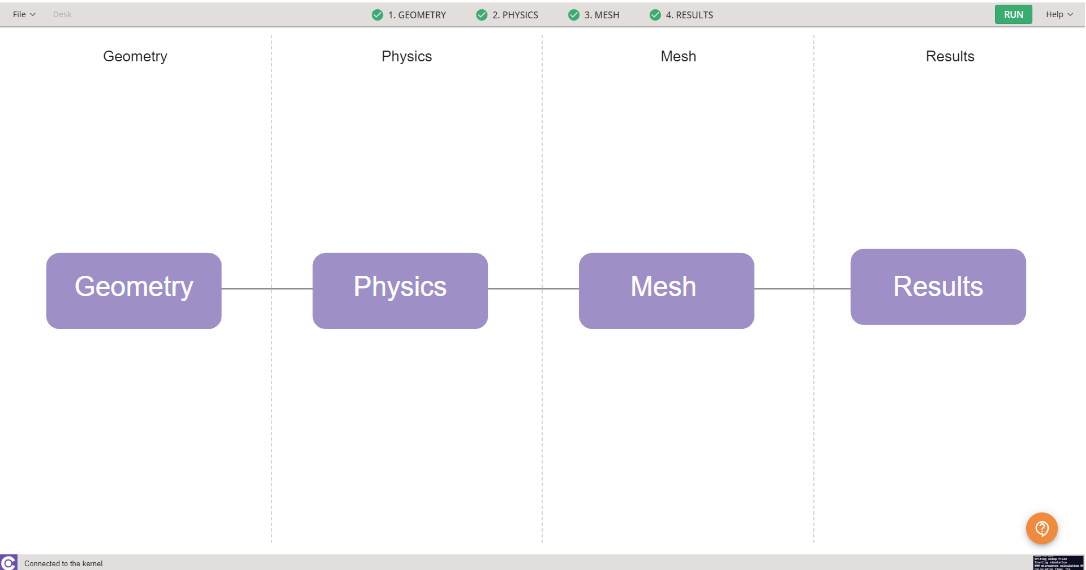 File Desk 1. GEOMETRY 2. PHYSICS 3. MESH 4. RESULTS RUN Help
Geometry Physics Mesh Results
Geometry Physics Mesh Results
Connected to the kernel